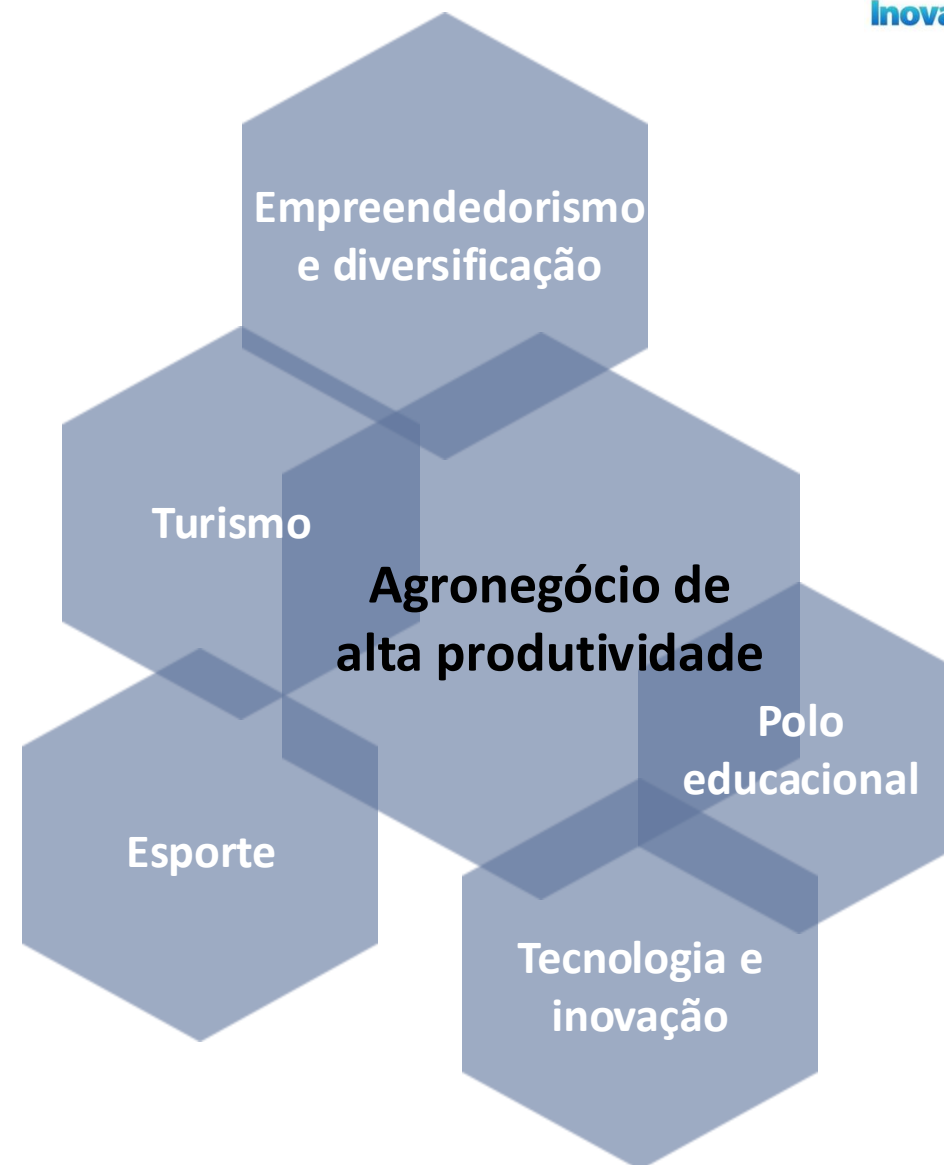 Empreendedorismo
e diversificação
Turismo
Agronegócio de
alta produtividade
Polo
educacional
Esporte
Tecnologia e
inovação